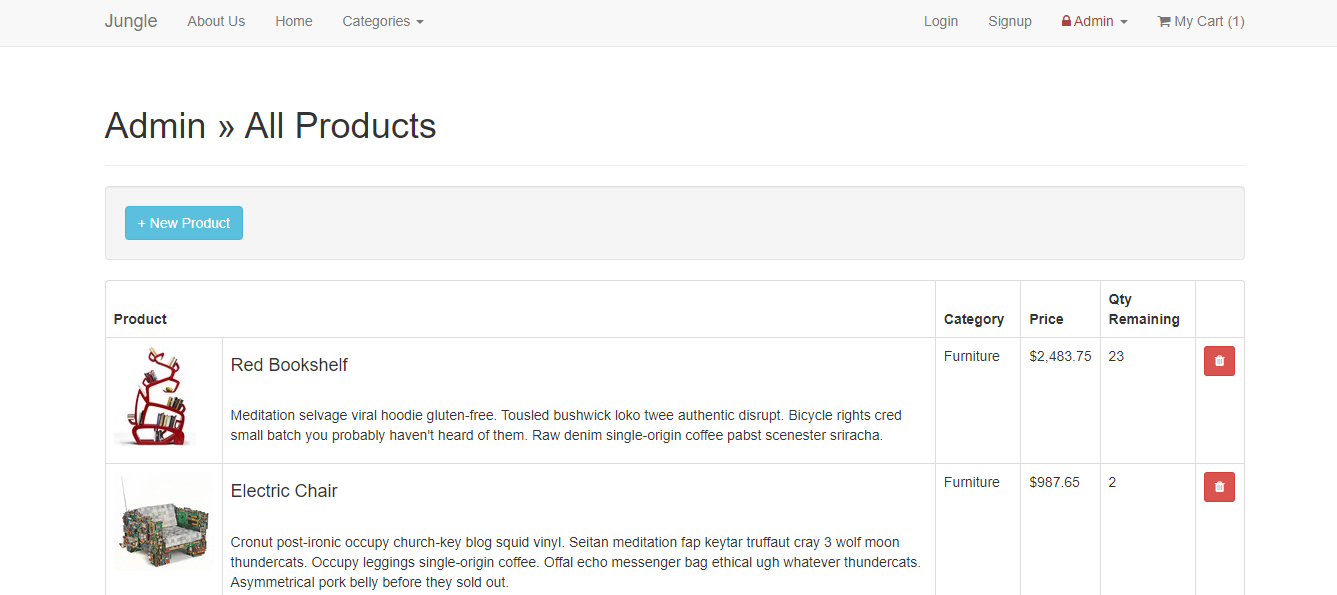 Jungle About Us Home Categories Login Signup Admin My Cart (1)
Admin » All Products
+ New Product
Product Category Price Qty
Remaining
Red Bookshelf Furniture $2,483.75 23
Meditation selvage viral hoodie gluten-free. Tousled bushwick loko twee authentic disrupt. Bicycle rights cred
small batch you probably haven't heard of them. Raw denim single-origin coffee pabst scenester sriracha.
Electric Chair Furniture $987.65 2
Cronut post-ironic occupy church-key blog squid vinyl. Seitan meditation fap keytar truffaut cray 3 wolf moon
thundercats. Occupy leggings single-origin coffee. Offal echo messenger bag ethical ugh whatever thundercats.
Asymmetrical pork belly before they sold out.